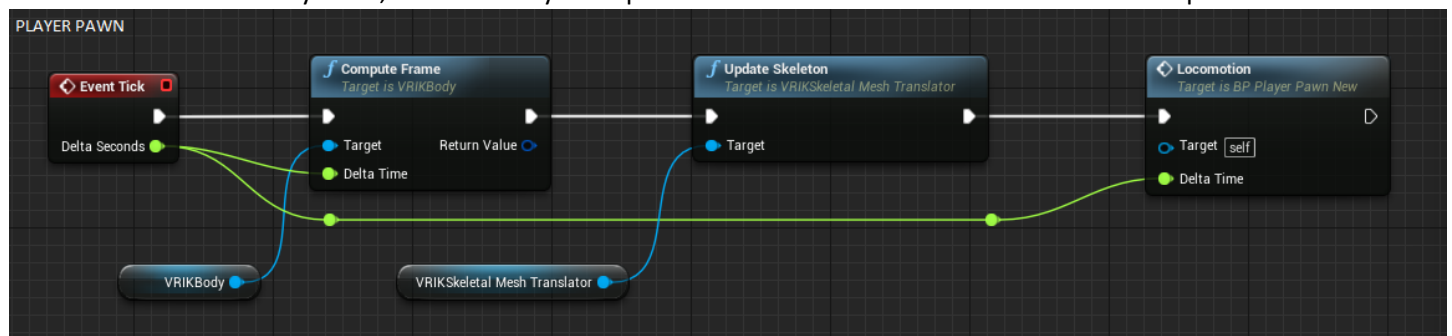 PLAYER PAWN
Event Tick
Delta Seconds
f Compute Frame
Target is VRIKBody
Target
Return Value
Delta Time
f Update Skeleton
Target is VRIKSkeletal Mesh Translator
Target
Locomotion
Target is BP Player Pawn New
Target self
Delta Time
VRIKBody
VRIKSkeletal Mesh Translator